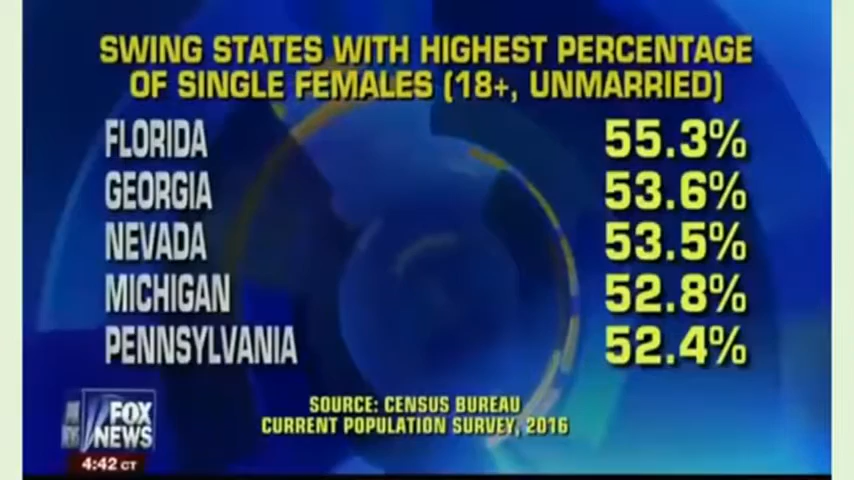 SWING STATES WITH HIGHEST PERCENTAGE
OF SINGLE FEMALES (18+, UNMARRIED)
FLORIDA 55.3%
GEORGIA 53.6%
NEVADA 53.5%
MICHIGAN 52.8%
PENNSYLVANIA 52.4%
SOURCE: CENSUS BUREAU
CURRENT POPULATION SURVEY, 2016
FOX
NEWS
4:42 CT